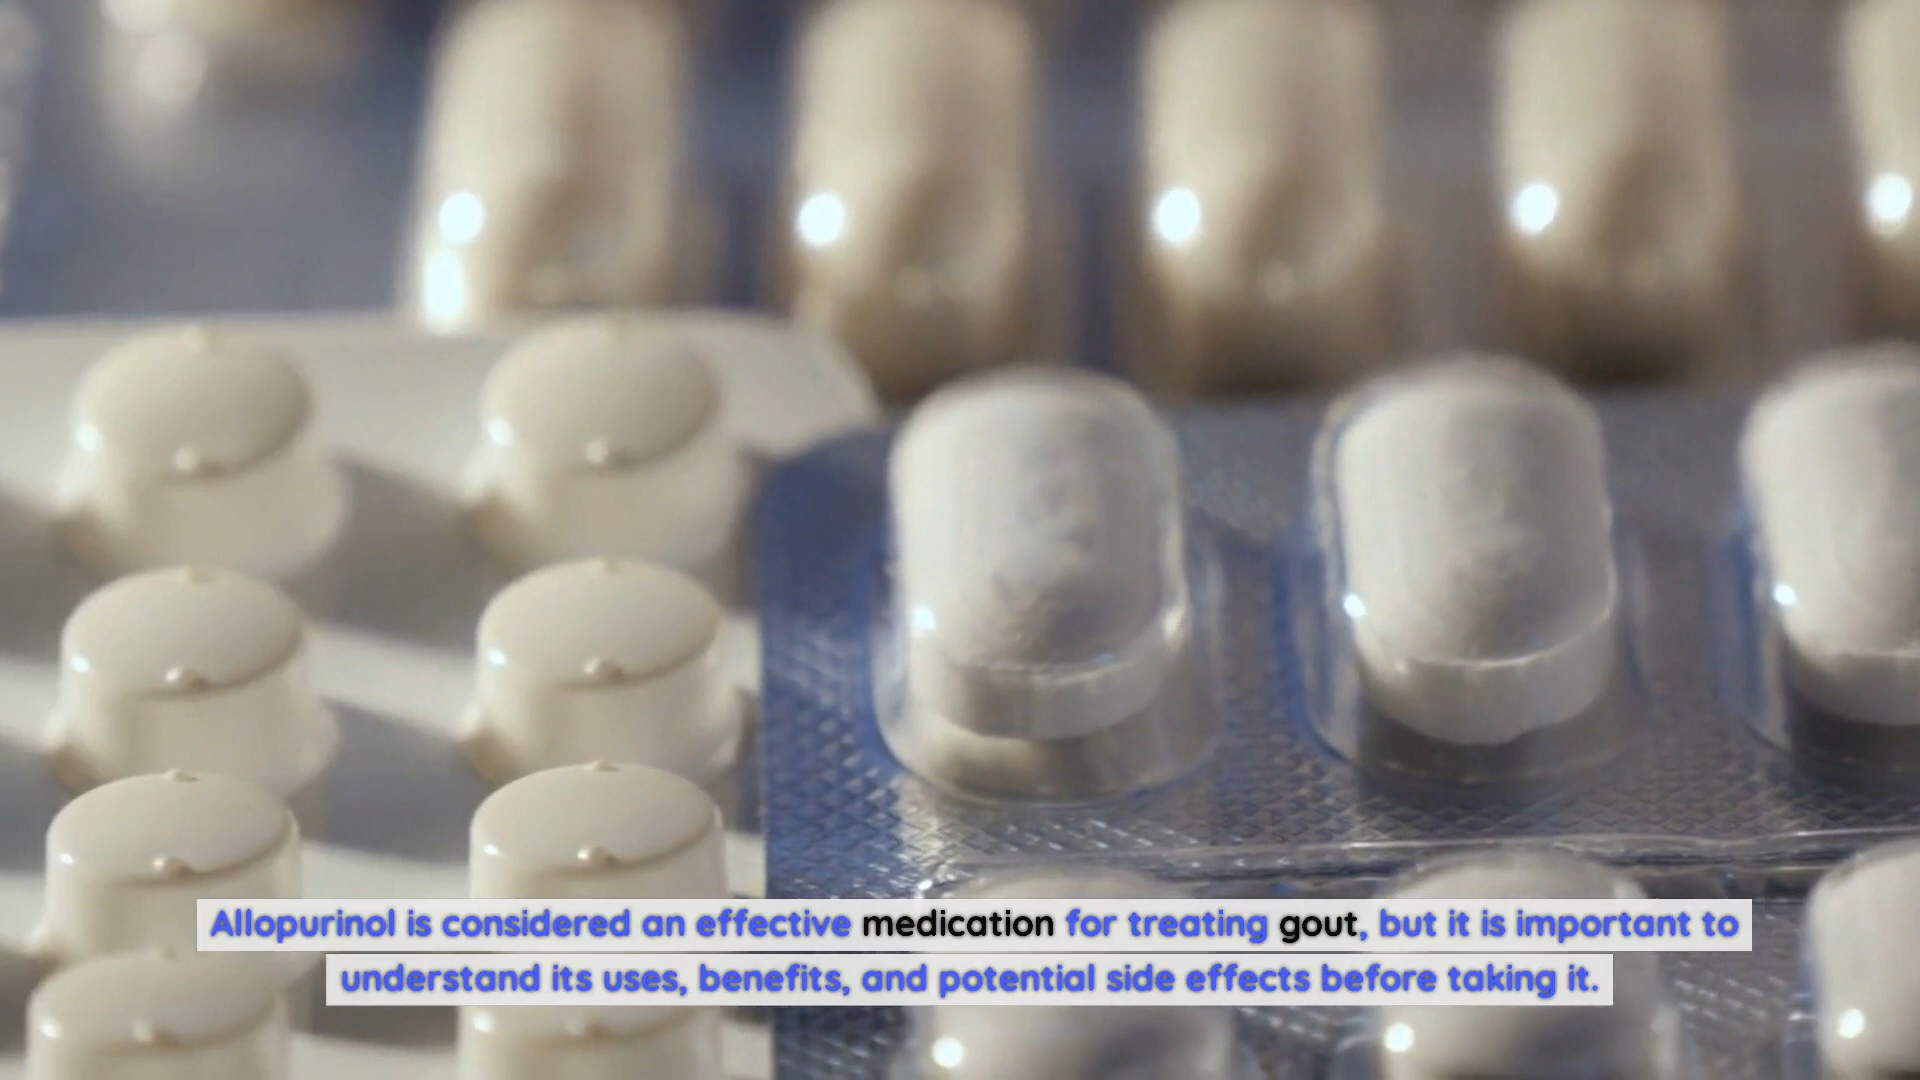 Allopurinol is considered an effective medication for treating gout, but it is important to
understand its uses, benefits, and potential side effects before taking it.